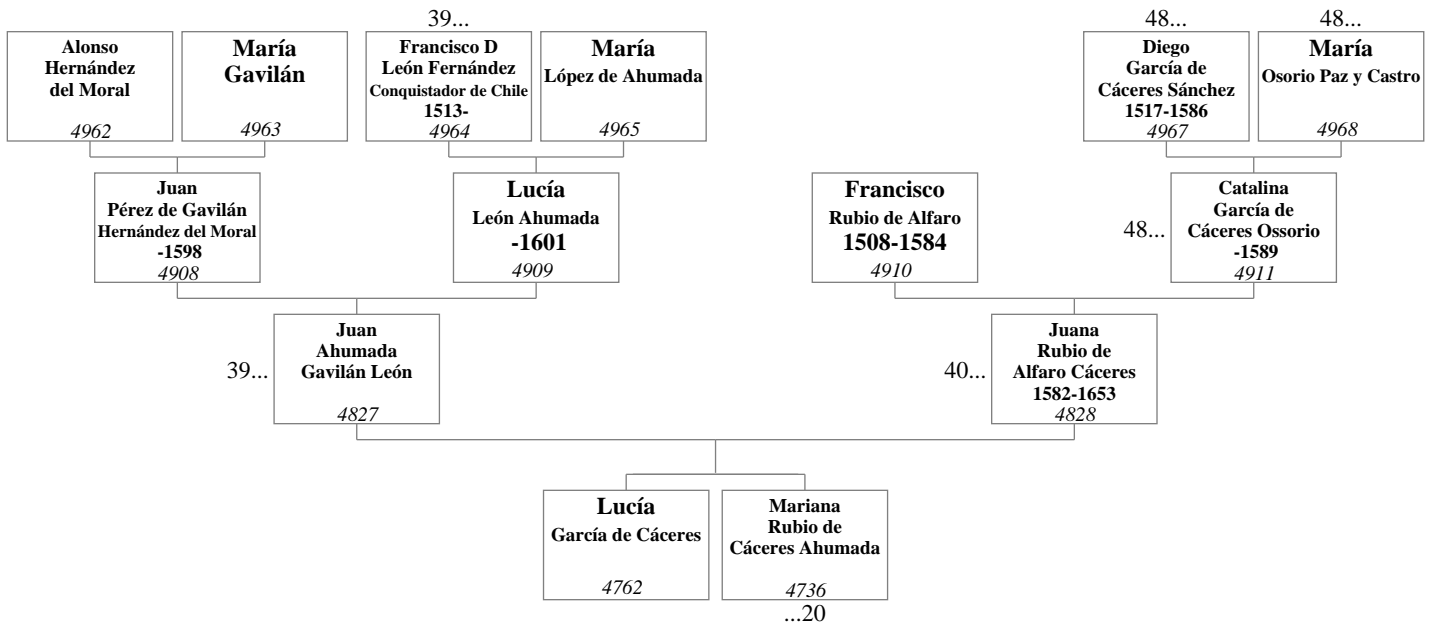 39...
48...
48...
Alonso
Hernández
del Moral
4962
María
Gavilán
4963
Francisco D
León Fernández
Conquistador de Chile
1513-
4964
María
López de Ahumada
4965
Diego
García de
Cáceres Sánchez
1517-1586
4967
María
Osorio Paz y Castro
4968
Juan
Pérez de Gavilán
Hernández del Moral
-1598
4908
Lucía
León Ahumada
-1601
4909
Francisco
Rubio de Alfaro
1508-1584
4910
48...
Catalina
García de
Cáceres Ossorio
-1589
4911
39...
Juan
Ahumada
Gavilán León
4827
40...
Juana
Rubio de
Alfaro Cáceres
1582-1653
4828
Lucía
García de Cáceres
4762
Mariana
Rubio de
Cáceres Ahumada
4736
...20